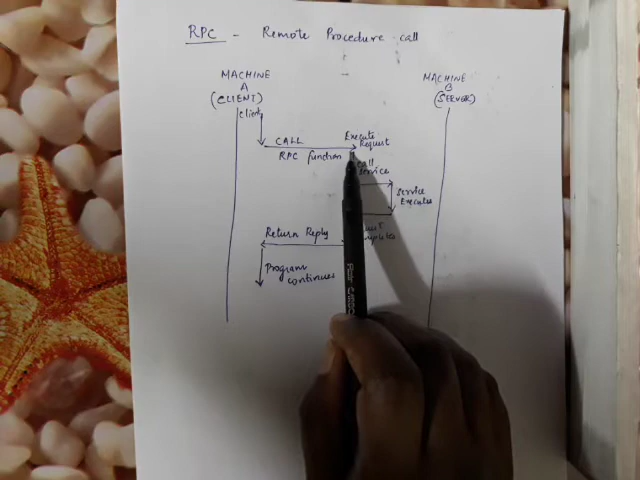 RPC - Remote Procedure call
MACHINE
A
(CLIENT)
MACHINE
B
(SERVER)
Client
CALL
RPC function
Execute
Request
Service
Executes
Return Reply
Program
continues